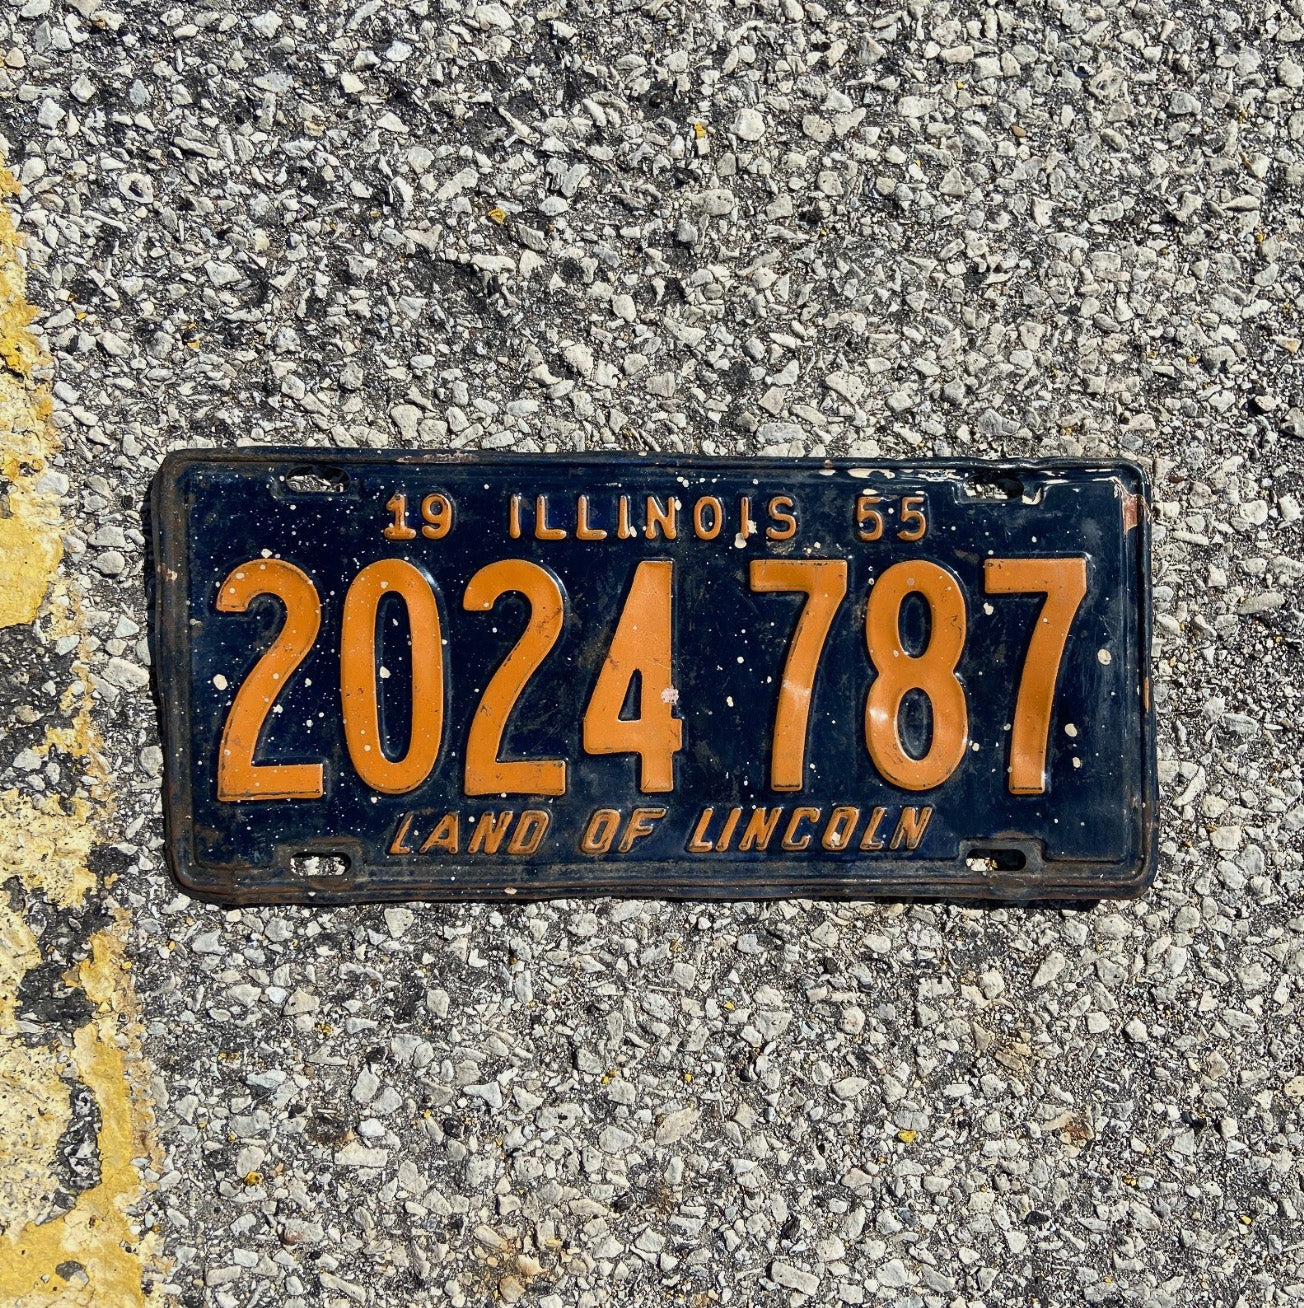 19 ILLINOIS 55
2024 787
LAND OF LINCOLN